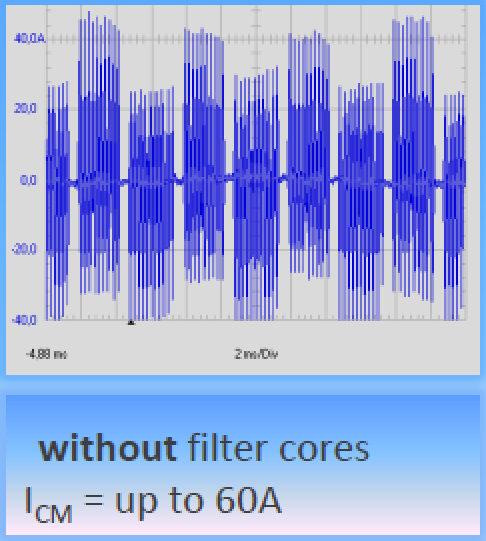 40,0A
20,0
0,0
-20,0
-40,0
-4,88 ms
2 ms/Div
without filter cores
ICM = up to 60A